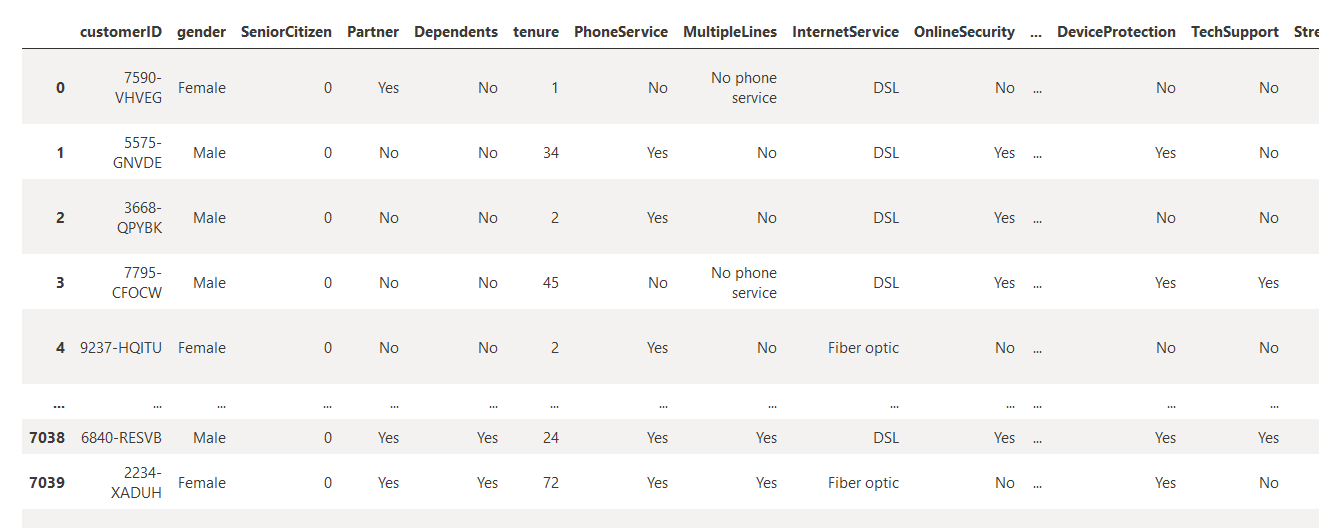 customerID gender SeniorCitizen Partner Dependents tenure PhoneService MultipleLines InternetService OnlineSecurity ... DeviceProtection TechSupport Stre
0 7590-VHVEG Female 0 Yes No 1 No No phone service DSL No ... No No
1 5575-GNVDE Male 0 No No 34 Yes No DSL Yes ... Yes No
2 3668-QPYBK Male 0 No No 2 Yes No DSL Yes ... No No
3 7795-CFOCW Male 0 No No 45 No No phone service DSL Yes ... Yes Yes
4 9237-HQITU Female 0 No No 2 Yes No Fiber optic No ... No No
... ... ... ... ... ... ... ... ... ... ... ... ... ...
7038 6840-RESVB Male 0 Yes Yes 24 Yes Yes DSL Yes ... Yes Yes
7039 2234-XADUH Female 0 Yes Yes 72 Yes Yes Fiber optic No ... Yes No